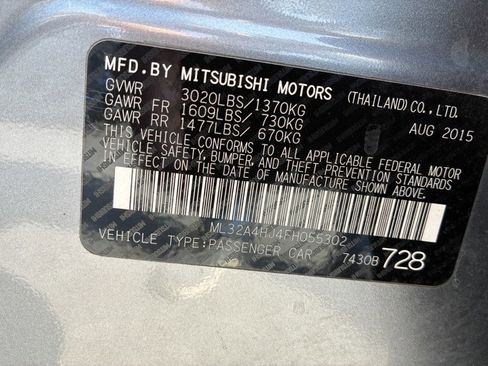 MFD.BY MITSUBISHI MOTORS (THAILAND) CO., LTD.
GVWR 3020LBS/1370KG AUG 2015
GAWR FR 1609LBS/ 730KG
GAWR RR 1477LBS/ 670KG
THIS VEHICLE CONFORMS TO ALL APPLICABLE FEDERAL MOTOR
VEHICLE SAFETY, BUMPER, AND THEFT PREVENTION STANDARDS
IN EFFECT ON THE DATE OF MANUFACTURE SHOWN ABOVE.
ML32A4HJ4FH055302
VEHICLE TYPE:PASSENGER CAR 7430B 728